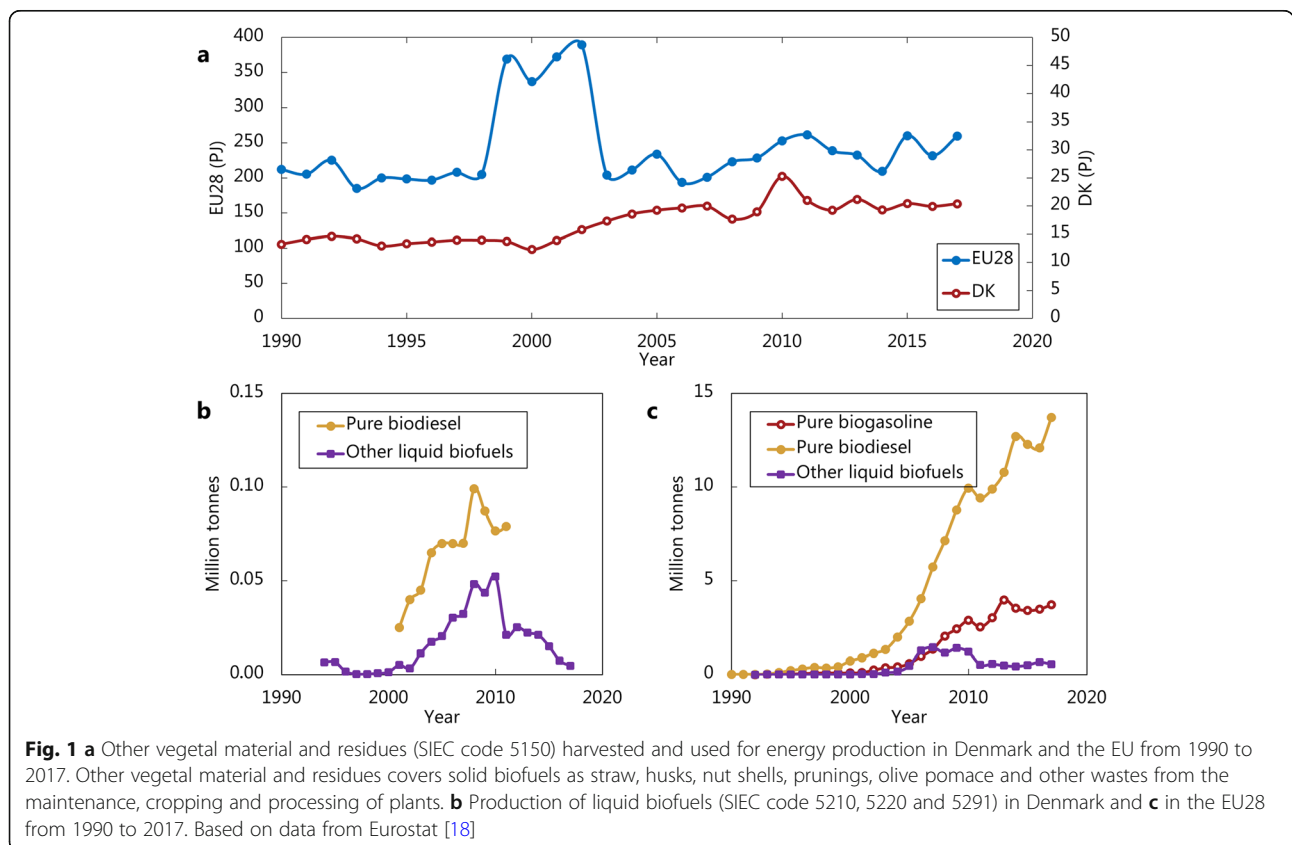 a
400
350
300
250
200
150
100
50
0
EU28 (PJ)
50
45
40
35
30
25
20
15
10
5
0
DK (PJ)
EU28
DK
1990 1995 2000 2005 2010 2015 2020
Year
b
0.15
0.10
0.05
0.00
Million tonnes
Pure biodiesel
Other liquid biofuels
1990 2000 2010 2020
Year
c
15
10
5
0
Million tonnes
Pure biogasoline
Pure biodiesel
Other liquid biofuels
1990 2000 2010 2020
Year
Fig. 1 a Other vegetal material and residues (SIEC code 5150) harvested and used for energy production in Denmark and the EU from 1990 to
2017. Other vegetal material and residues covers solid biofuels as straw, husks, nut shells, prunings, olive pomace and other wastes from the
maintenance, cropping and processing of plants. b Production of liquid biofuels (SIEC code 5210, 5220 and 5291) in Denmark and c in the EU28
from 1990 to 2017. Based on data from Eurostat [18]